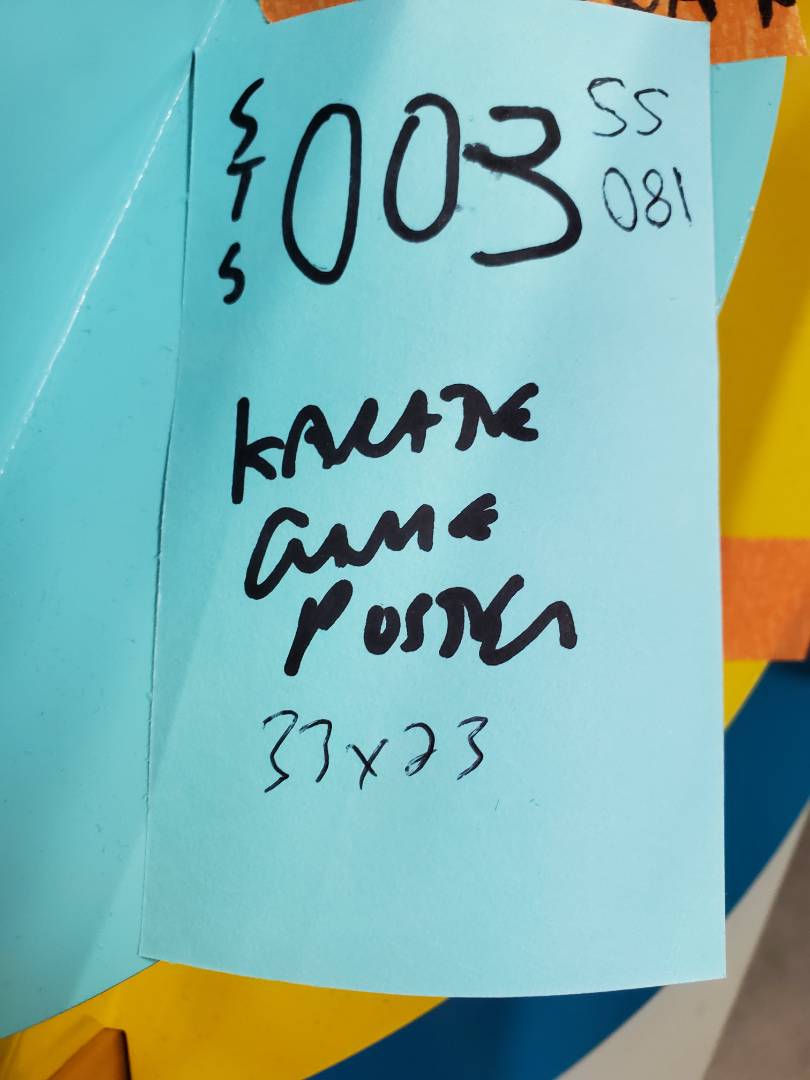 STS 003 SS
081
KARATE
GAME
POSTER
33x23